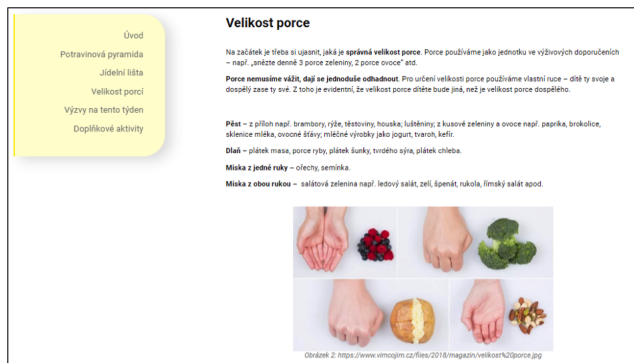 Úvod
Potravinová pyramida
Jídelní lišta
Velikost porcí
Výzvy na tento týden
Doplňkové aktivity
Velikost porce
Na začátek je třeba si ujasnit, jaká je správná velikost porce. Porce používáme jako jednotku ve výživových doporučeních
– např. „snězte denně 3 porce zeleniny, 2 porce ovoce“ atd.
Porce nemusíme vážit, dají se jednoduše odhadnout. Pro určení velikosti porce používáme vlastní ruce – dítě ty svoje a
dospělý zase ty své. Z toho je evidentní, že velikost porce dítěte bude jiná, než je velikost porce dospělého.
Pěst – z příloh např. brambory, rýže, těstoviny, houska; luštěniny; z kusové zeleniny a ovoce např. paprika, brokolice,
sklenice mléka, ovocné šťávy; mléčné výrobky jako jogurt, tvaroh, kefír.
Dlaň – plátek masa, porce ryby, plátek šunky, tvrdého sýra, plátek chleba.
Miska z jedné ruky – ořechy, semínka.
Miska z obou rukou – salátová zelenina např. ledový salát, zelí, špenát, rukola, římský salát apod.
Obrázek 2: https://www.vimcojim.cz/files/2018/magazin/velikost%20porce.jpg